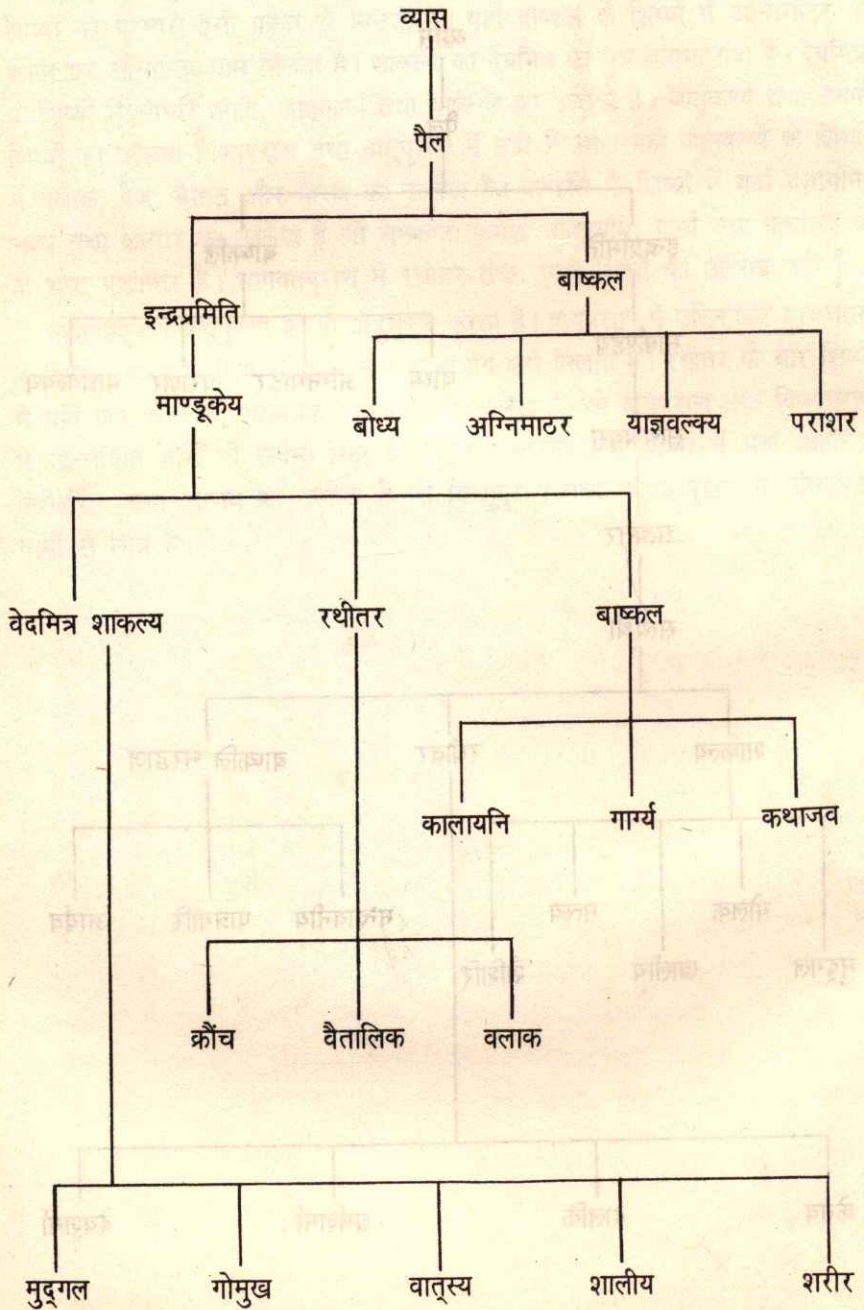 व्यास
पैल
बाष्कल
इन्द्रप्रमिति
माण्डूकेय
बोध्य अग्निमाठर याज्ञवल्क्य पराशर
वेदमित्र शाकल्य रथीतर बाष्कल
कालायनि गार्ग्य कथाजव
क्रौंच वैतालिक वलाक
मुद्‌गल गोमुख वात्‌स्य शालीय शरीर